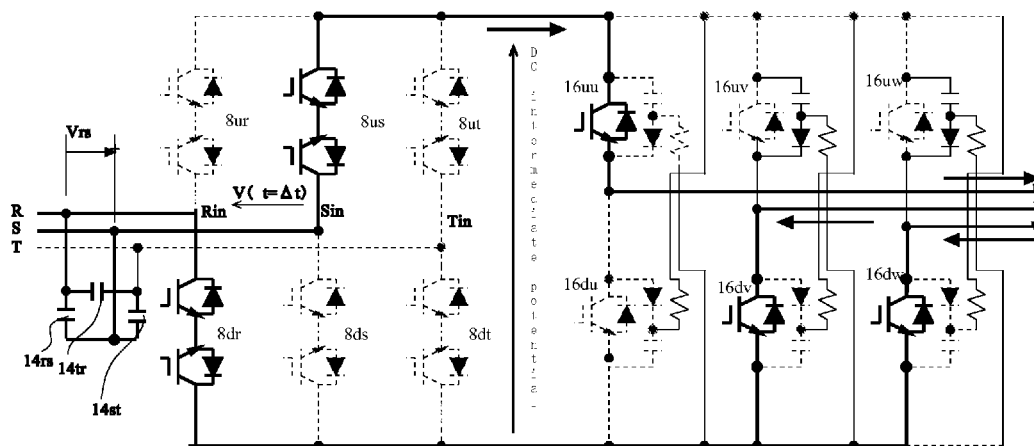 8ur
8us
8ut
16uu
16uv
16uw
Vrs
V( t=Δt)
R
S
T
Rin
Sin
Tin
DC intermediate potential
16du
16dv
16dw
8dr
8ds
8dt
14rs
14tr
14st